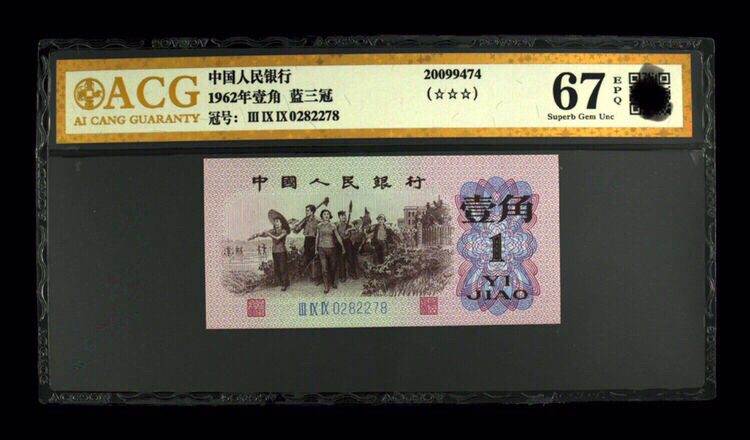 ACG
AI CANG GUARANTY
中国人民银行
1962年壹角 蓝三冠
冠号: Ⅲ Ⅸ Ⅸ 0282278
20099474
(☆☆☆)
67
EPQ
Superb Gem Unc
中國人民銀行
壹角
1
YI
JIAO
Ⅲ Ⅸ Ⅸ 0282278